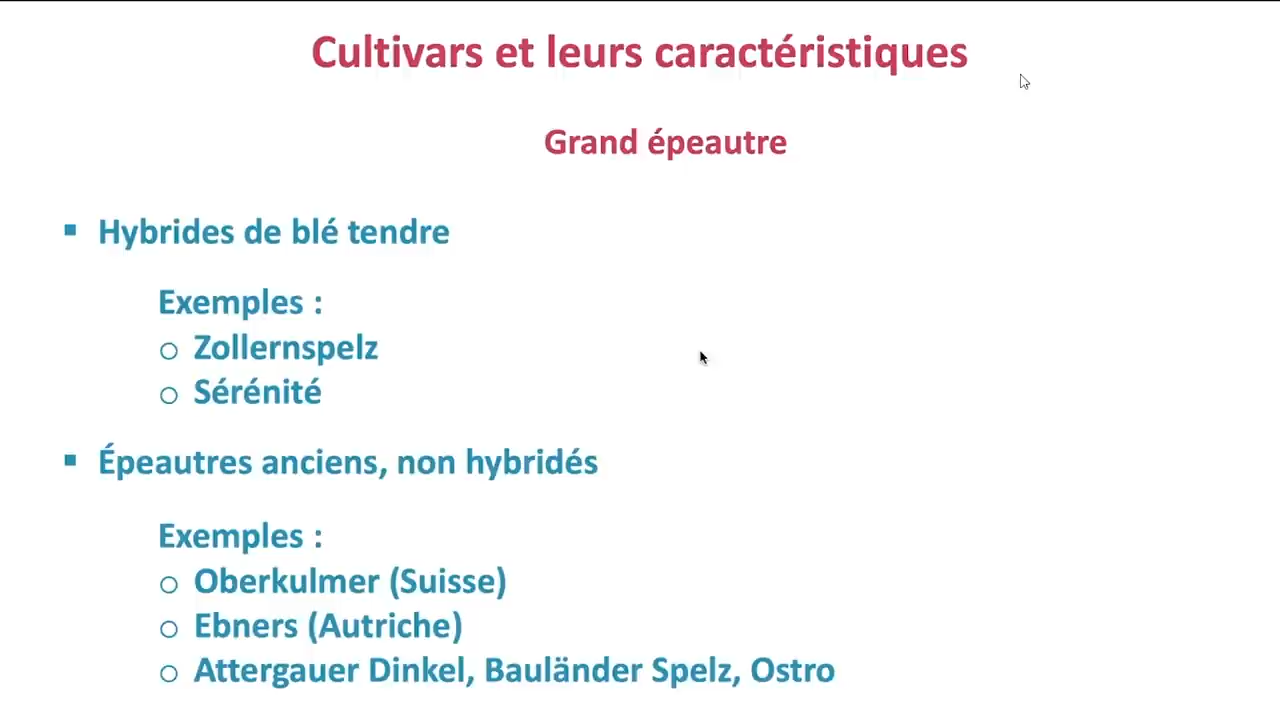 Cultivars et leurs caractéristiques
Grand épeautre
▪ Hybrides de blé tendre
Exemples :
o Zollernspelz
o Sérénité
▪ Épeautres anciens, non hybridés
Exemples :
o Oberkulmer (Suisse)
o Ebners (Autriche)
o Attergauer Dinkel, Bauländer Spelz, Ostro